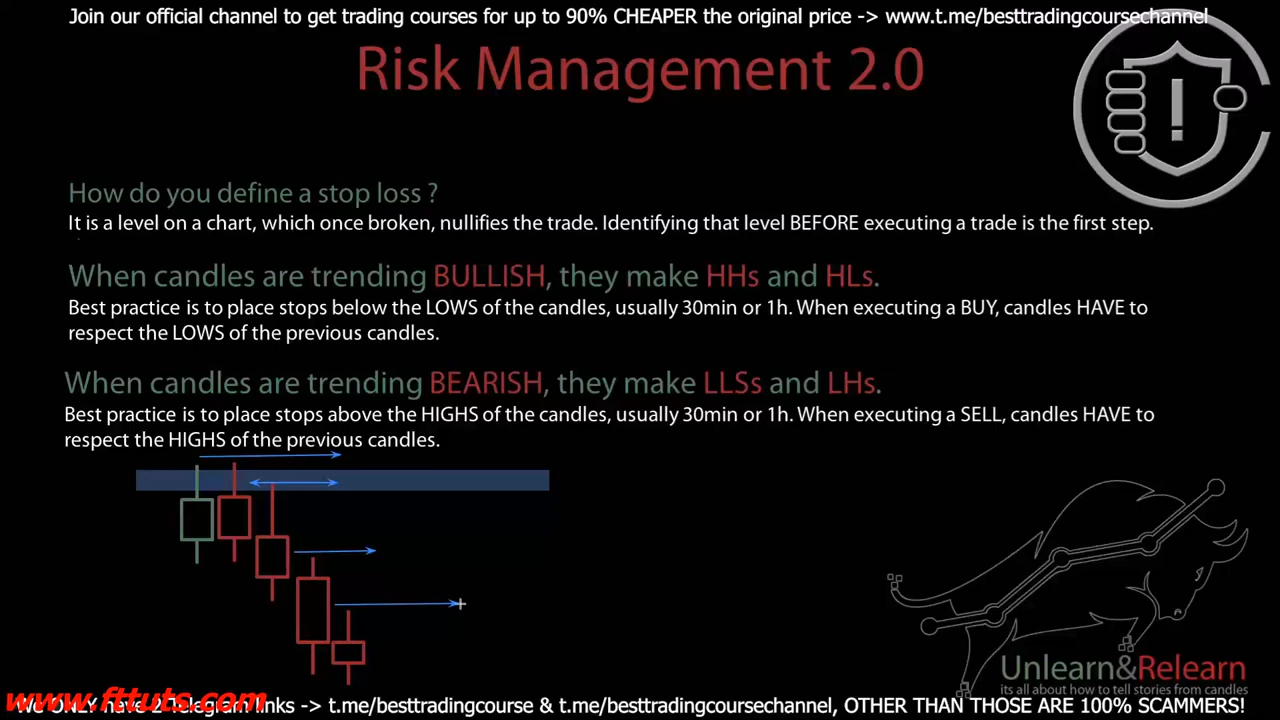 Join our official channel to get trading courses for up to 90% CHEAPER the original price -> www.t.me/besttradingcoursechannel
Risk Management 2.0
How do you define a stop loss ?
It is a level on a chart, which once broken, nullifies the trade. Identifying that level BEFORE executing a trade is the first step.
When candles are trending BULLISH, they make HHs and HLs.
Best practice is to place stops below the LOWS of the candles, usually 30min or 1h. When executing a BUY, candles HAVE to
respect the LOWS of the previous candles.
When candles are trending BEARISH, they make LLSs and LHs.
Best practice is to place stops above the HIGHS of the candles, usually 30min or 1h. When executing a SELL, candles HAVE to
respect the HIGHS of the previous candles.
Unlearn&Relearn
its all about how to tell stories from candles
www.fttuts.com
We ONLY have 2 Telegram links -> t.me/besttradingcourse & t.me/besttradingcoursechannel, OTHER THAN THOSE ARE 100% SCAMMERS!